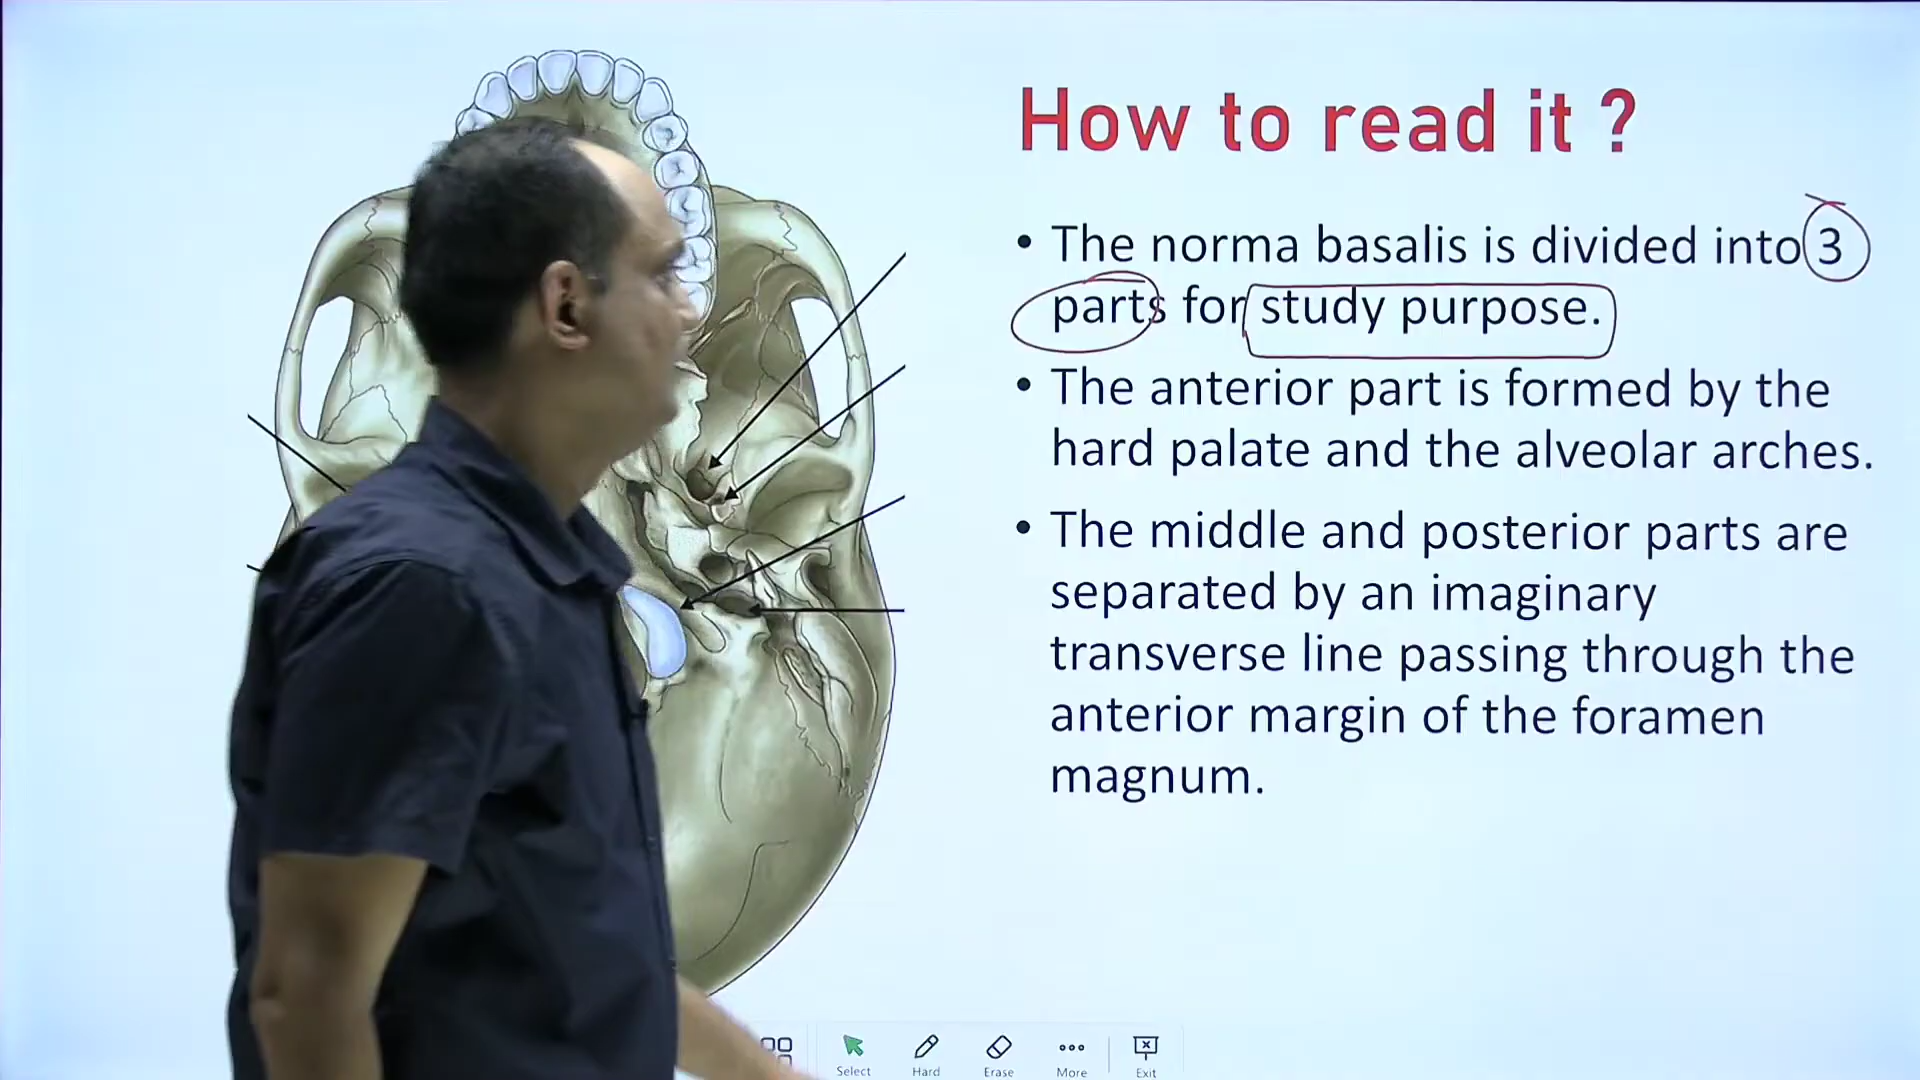 How to read it ?
• The norma basalis is divided into 3
parts for study purpose.
• The anterior part is formed by the
hard palate and the alveolar arches.
• The middle and posterior parts are
separated by an imaginary
transverse line passing through the
anterior margin of the foramen
magnum.
Select Hard Erase More Exit